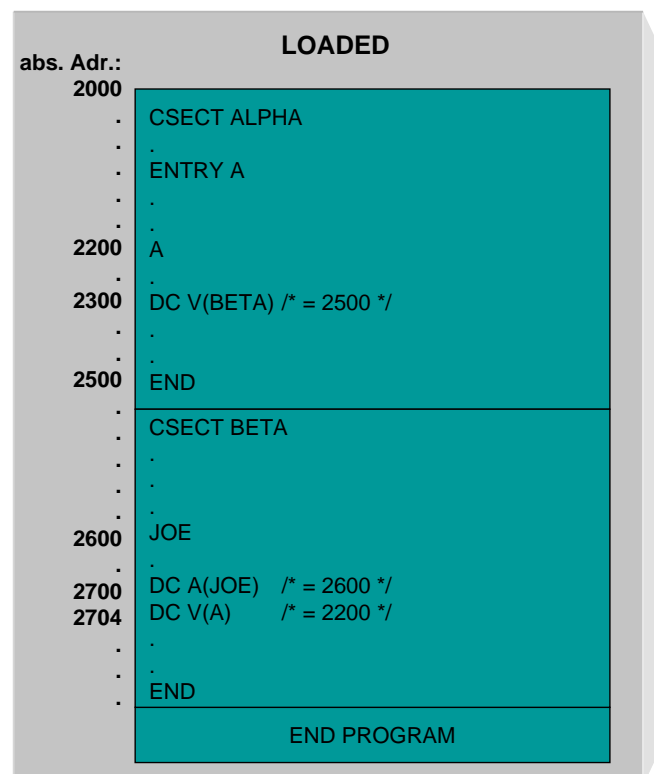 LOADED
abs. Adr.:
2000
. CSECT ALPHA
. .
. ENTRY A
. .
. .
2200 A
. .
2300 DC V(BETA) /* = 2500 */
. .
. .
2500 END
.
. CSECT BETA
. .
. .
. .
2600 JOE
. .
2700 DC A(JOE) /* = 2600 */
2704 DC V(A) /* = 2200 */
. .
. .
. END
END PROGRAM